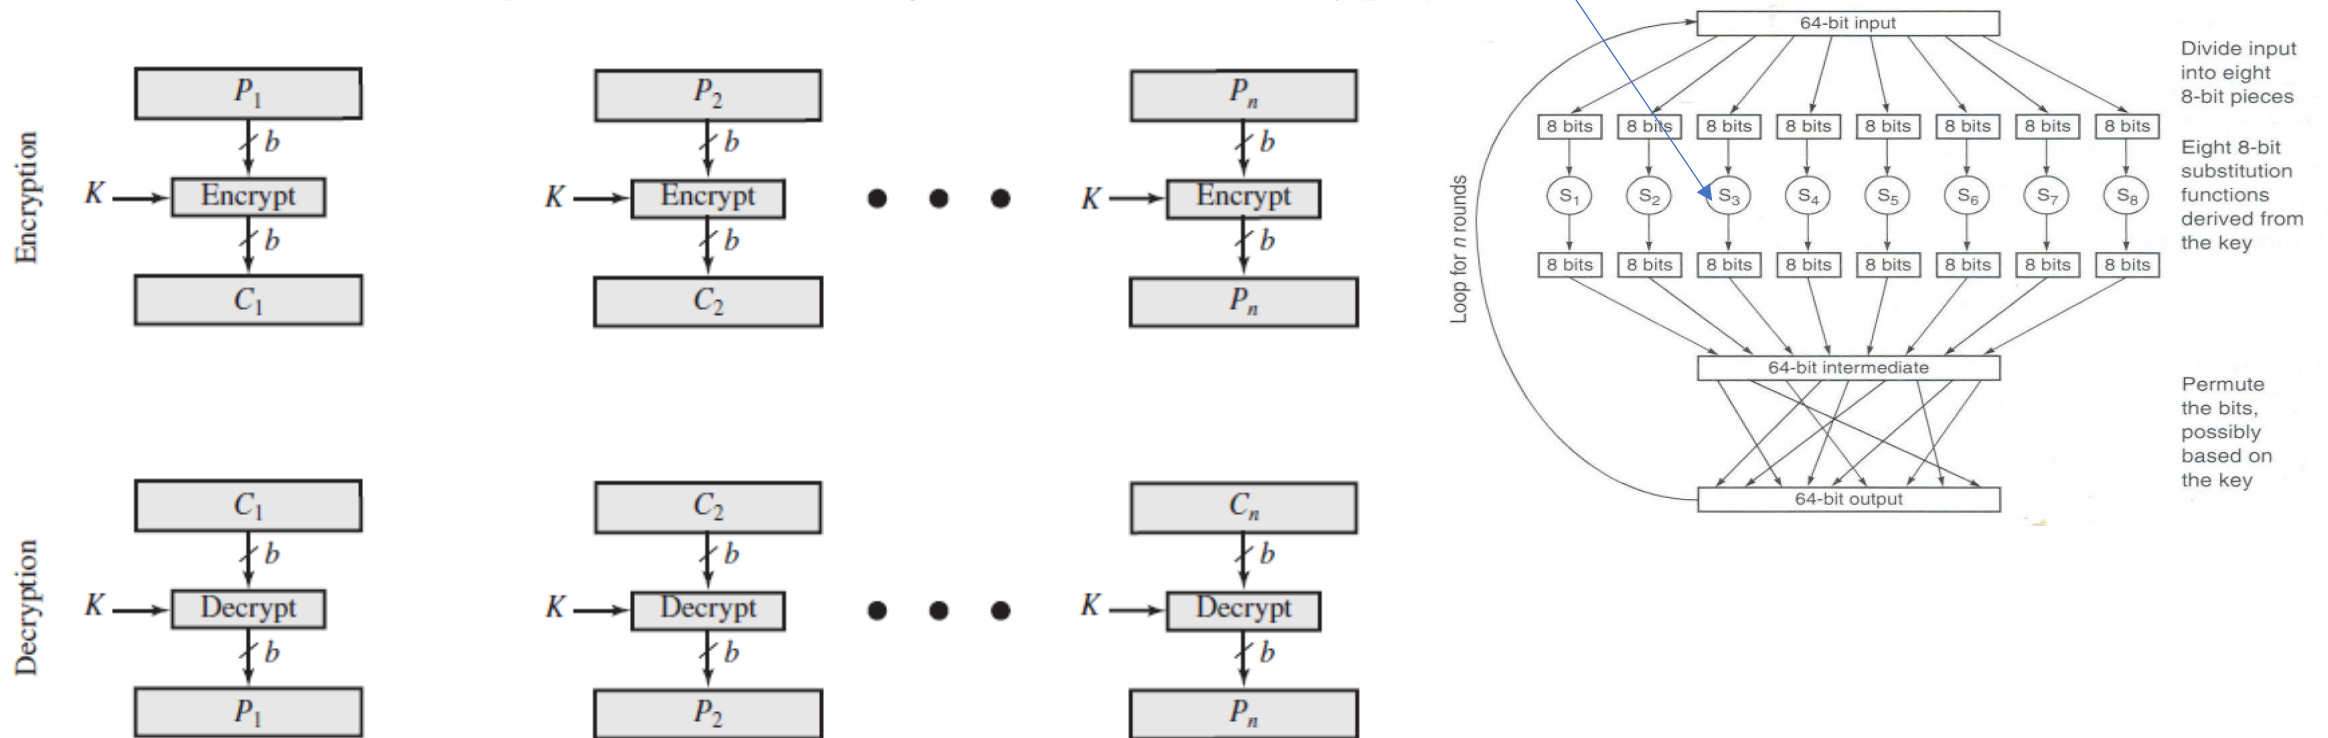 Encryption
P1
P2
Pn
b
b
b
K
Encrypt
K
Encrypt
K
Encrypt
b
b
b
C1
C2
Pn
Decryption
C1
C2
Cn
b
b
b
K
Decrypt
K
Decrypt
K
Decrypt
b
b
b
P1
P2
Pn
64-bit input
Divide input
into eight
8-bit pieces
8 bits
8 bits
8 bits
8 bits
8 bits
8 bits
8 bits
8 bits
Eight 8-bit
substitution
functions
derived from
the key
S1
S2
S3
S4
S5
S6
S7
S8
Loop for n rounds
8 bits
8 bits
8 bits
8 bits
8 bits
8 bits
8 bits
8 bits
64-bit intermediate
Permute
the bits,
possibly
based on
the key
64-bit output